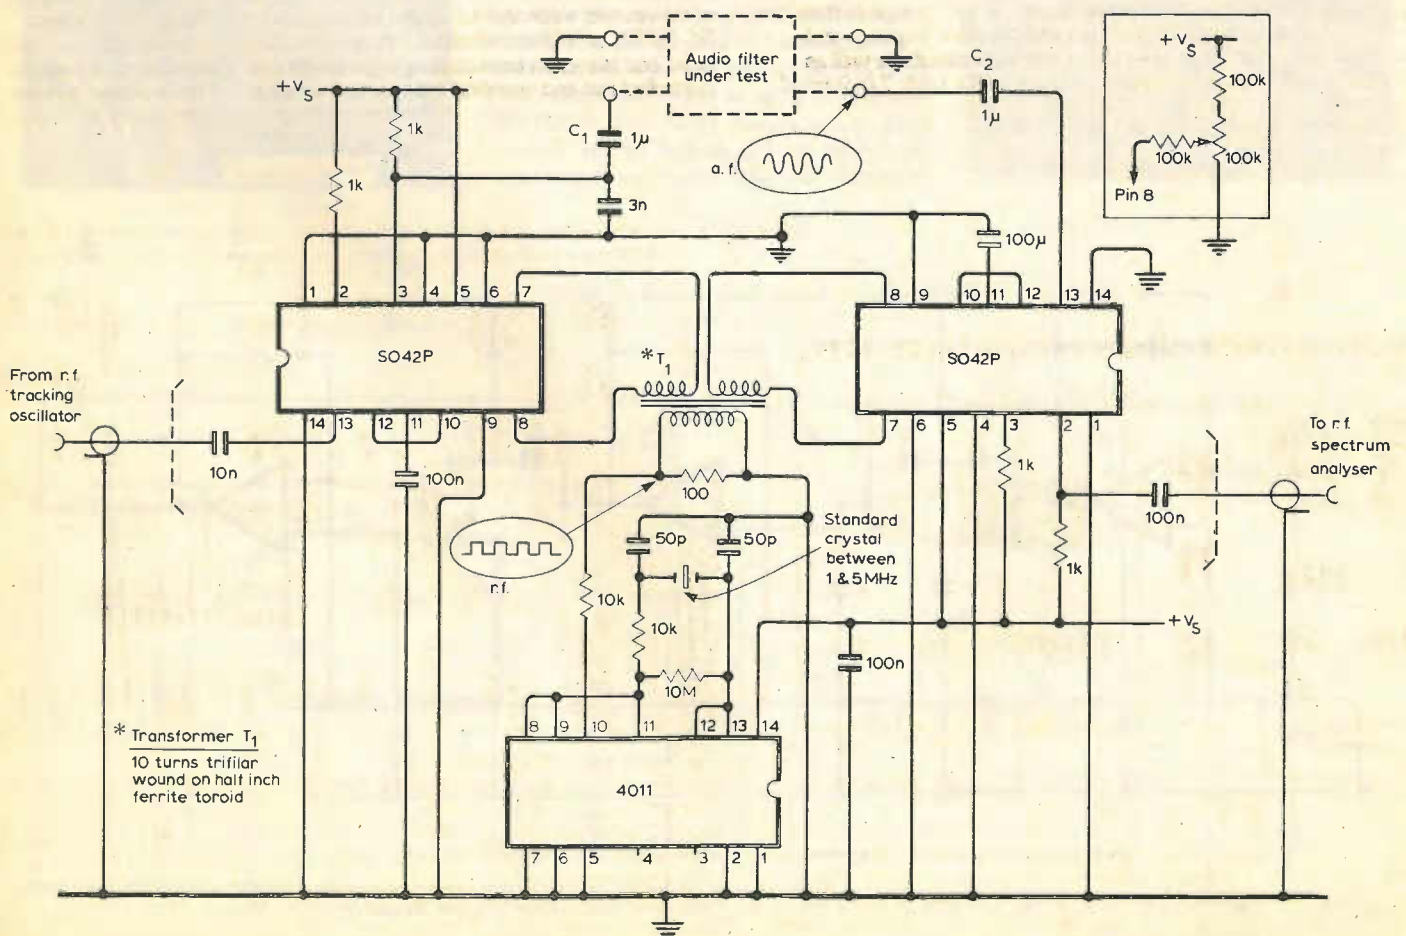 Audio filter
under test
C2
1µ
+VS
100k
100k
100k
Pin 8
+VS
1k
1k
C1
1µ
3n
a.f.
100µ
1 2 3 4 5 6 7
SO42P
14 13 12 11 10 9 8
8 9 10 11 12 13 14
SO42P
7 6 5 4 3 2 1
*T1
From r.f.
tracking
oscillator
10n
100n
100
r.f.
50p
50p
Standard
crystal
between
1 & 5MHz
10k
10k
10M
1k
1k
100n
To r.f.
spectrum
analyser
+VS
100n
8 9 10 11 12 13 14
4011
7 6 5 4 3 2 1
* Transformer T1
10 turns trifilar
wound on half inch
ferrite toroid